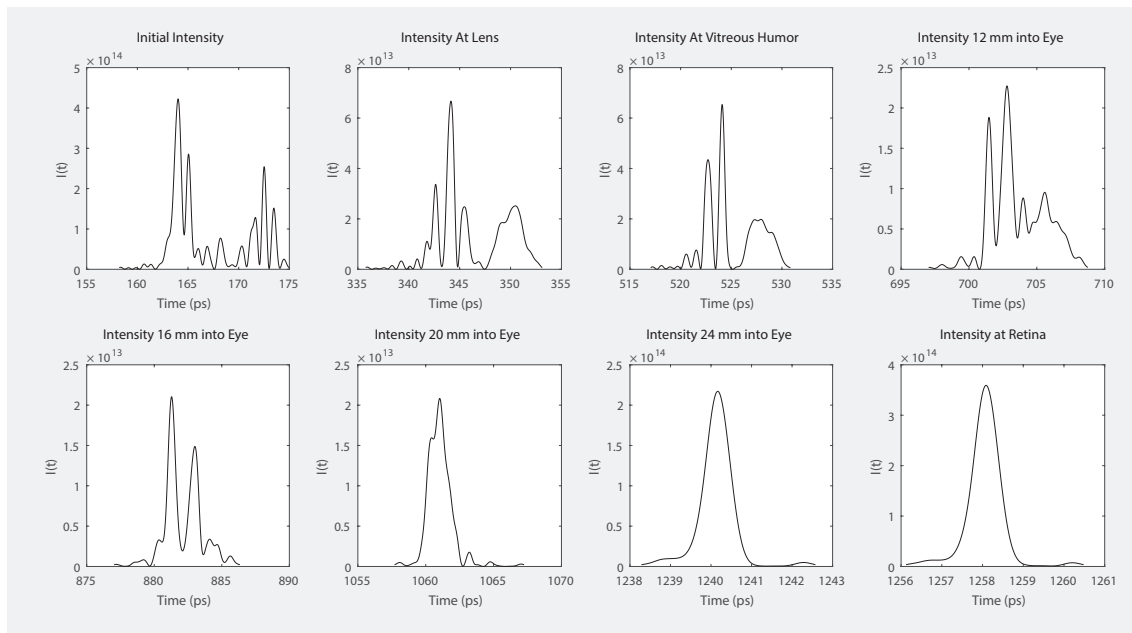 Initial Intensity
× 10 14
5
4
3
2
1
0
I(t)
155 160 165 170 175
Time (ps)
Intensity At Lens
× 10 13
8
6
4
2
0
I(t)
335 340 345 350 355
Time (ps)
Intensity At Vitreous Humor
× 10 13
8
6
4
2
0
I(t)
515 520 525 530 535
Time (ps)
Intensity 12 mm into Eye
× 10 13
2.5
2
1.5
1
0.5
0
I(t)
695 700 705 710
Time (ps)
Intensity 16 mm into Eye
× 10 13
2.5
2
1.5
1
0.5
0
I(t)
875 880 885 890
Time (ps)
Intensity 20 mm into Eye
× 10 13
2.5
2
1.5
1
0.5
0
I(t)
1055 1060 1065 1070
Time (ps)
Intensity 24 mm into Eye
× 10 14
2.5
2
1.5
1
0.5
0
I(t)
1238 1239 1240 1241 1242 1243
Time (ps)
Intensity at Retina
× 10 14
4
3
2
1
0
I(t)
1256 1257 1258 1259 1260 1261
Time (ps)